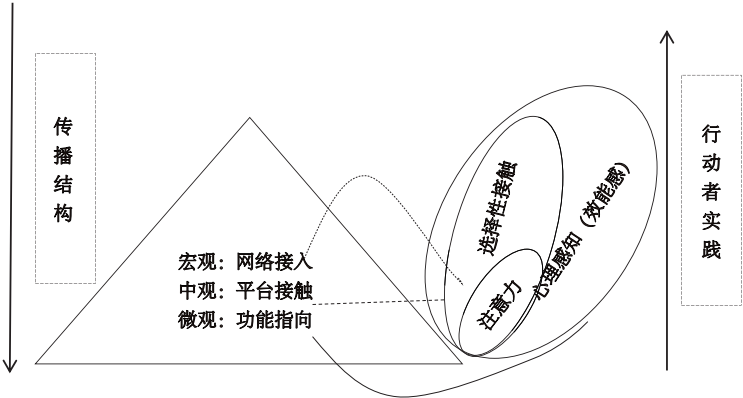 传播结构
宏观：网络接入
中观：平台接触
微观：功能指向
选择性接触
注意力
心理感知（效能感）
行动者实践